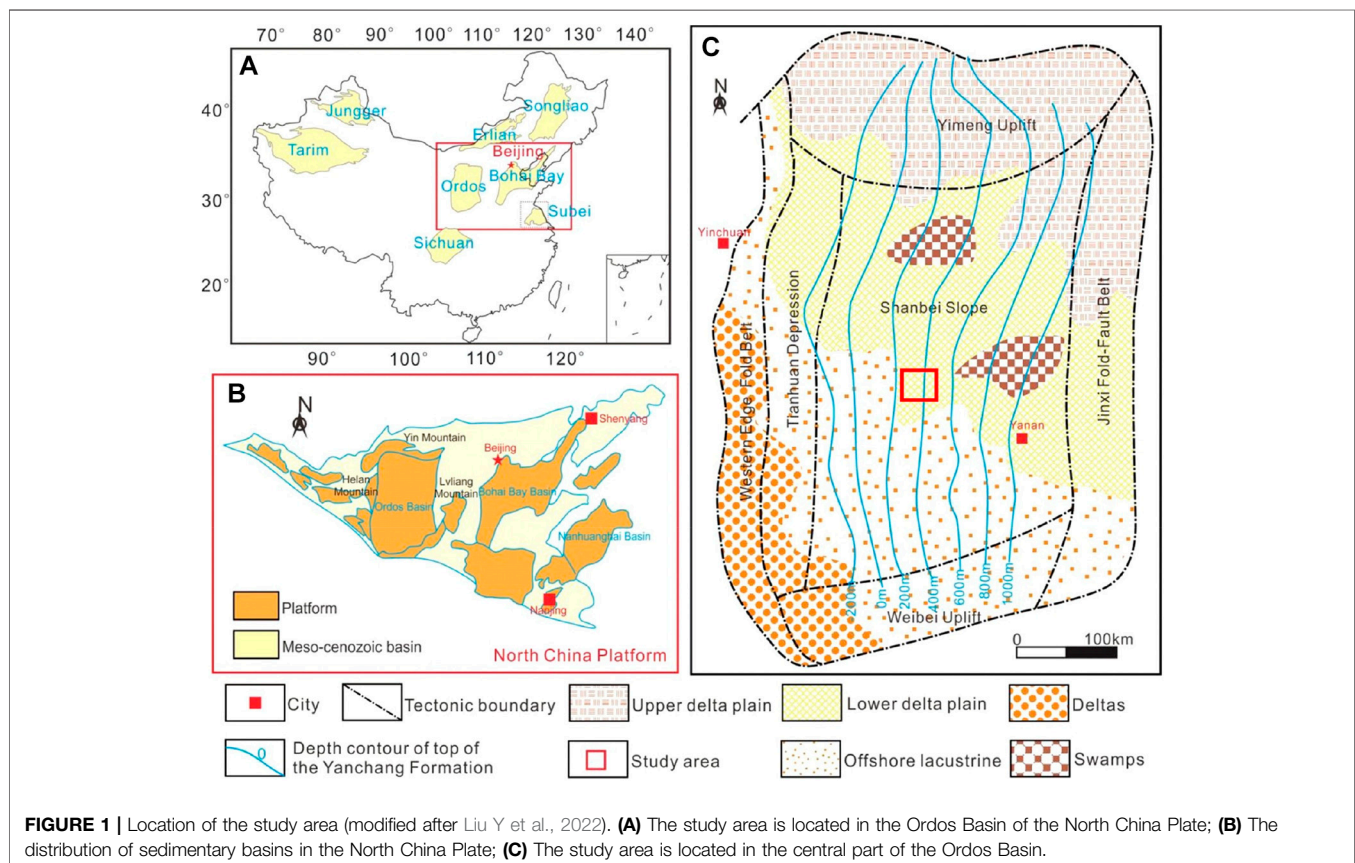 70° 80° 90° 100° 110° 120° 130° 140°
A
40°
30°
20°
Jungger
Songliao
Erlian
Tarim
Beijing
Ordos
Bohai Bay
Subei
Sichuan
90° 100° 110° 120°
B
N
Shenyang
Yin Mountain
Beijing
Helan
Mountain
Lvliang
Mountain
Bohai Bay Basin
Ordos Basin
Nanhuanghai Basin
Nanjing
Platform
Meso-cenozoic basin
North China Platform
C
N
Yimeng Uplift
Yinchuan
Shanbei Slope
Western Edge Fold Belt
Tianhuan Depression
Jinxi Fold-Fault Belt
Yanan
-200m
0m
200m
400m
600m
800m
1000m
Weibei Uplift
0 100km
City
Tectonic boundary
Upper delta plain
Lower delta plain
Deltas
0
Depth contour of top of
the Yanchang Formation
Study area
Offshore lacustrine
Swamps
FIGURE 1 | Location of the study area (modified after Liu Y et al., 2022). (A) The study area is located in the Ordos Basin of the North China Plate; (B) The
distribution of sedimentary basins in the North China Plate; (C) The study area is located in the central part of the Ordos Basin.